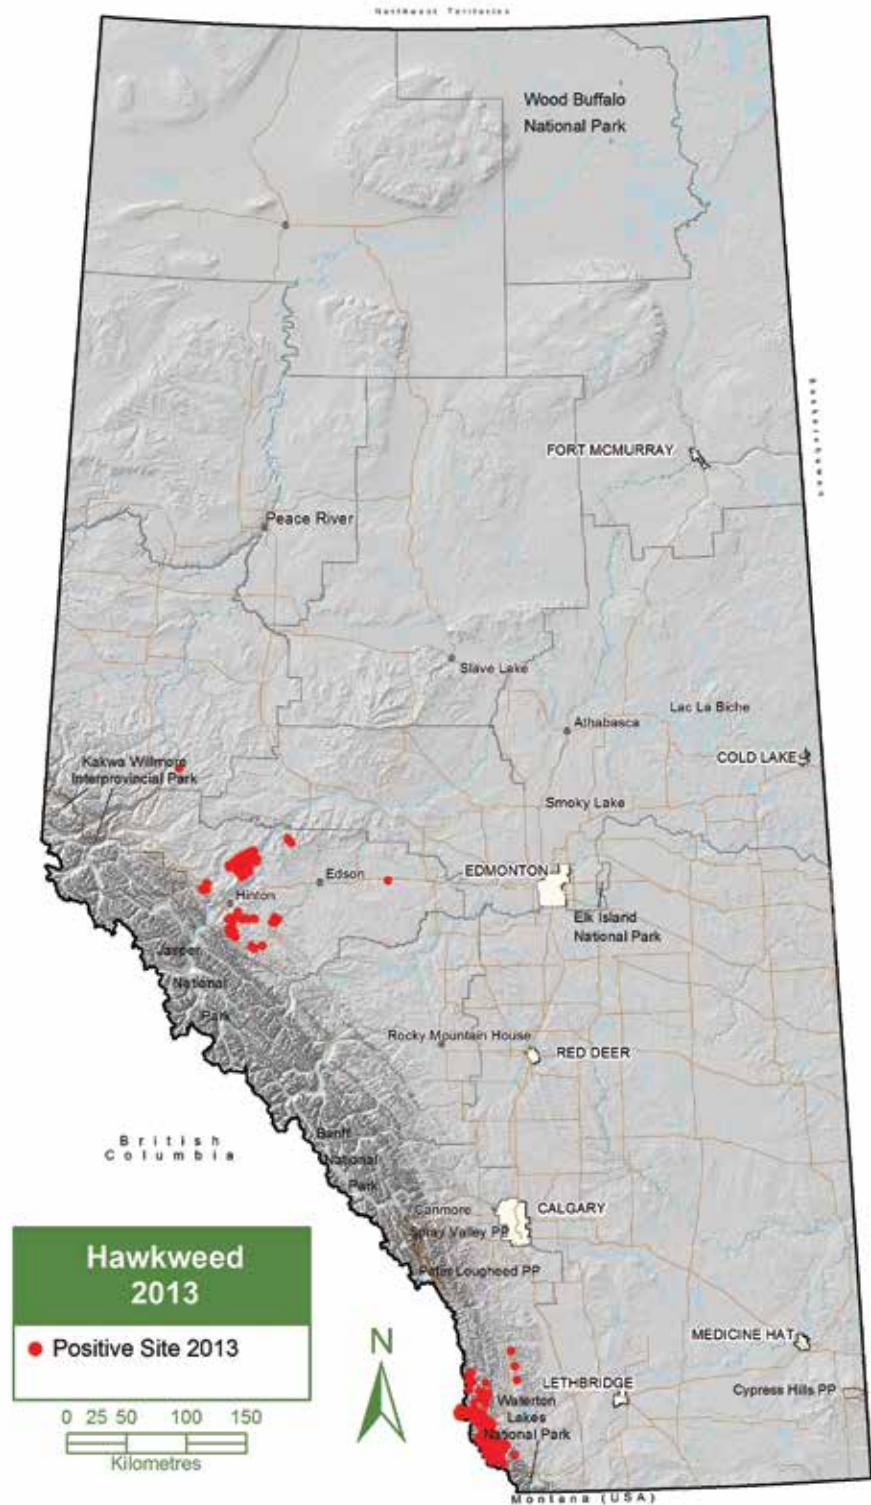 Northwest Territories
Wood Buffalo
National Park
Saskatchewan
FORT MCMURRAY
Peace River
Slave Lake
Lac La Biche
Athabasca
COLD LAKE
Kakwa Willmore
Interprovincial Park
Smoky Lake
EDMONTON
Edson
Hinton
Elk Island
National Park
Jasper
National
Park
Rocky Mountain House
RED DEER
British
Columbia
Banff
National
Park
Canmore
CALGARY
Spray Valley PP
Peter Lougheed PP
Hawkweed
2013
Positive Site 2013
N
MEDICINE HAT
LETHBRIDGE
Cypress Hills PP
Waterton
Lakes
National Park
0 25 50 100 150
Kilometres
Montana (USA)